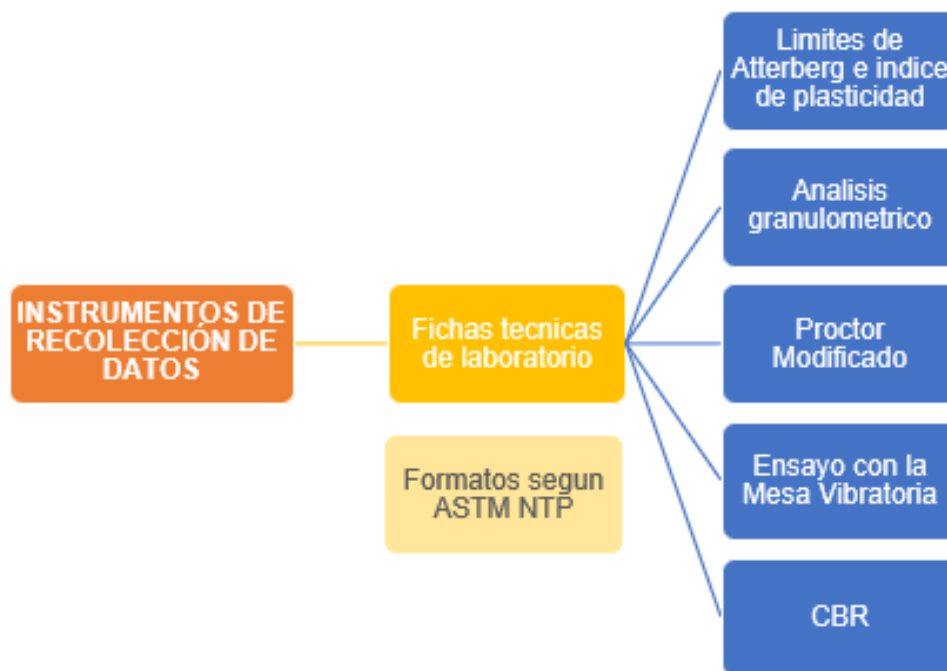 INSTRUMENTOS DE
RECOLECCIÓN DE
DATOS
Fichas tecnicas
de laboratorio
Formatos segun
ASTM NTP
Limites de
Atterberg e indice
de plasticidad
Analisis
granulometrico
Proctor
Modificado
Ensayo con la
Mesa Vibratoria
CBR